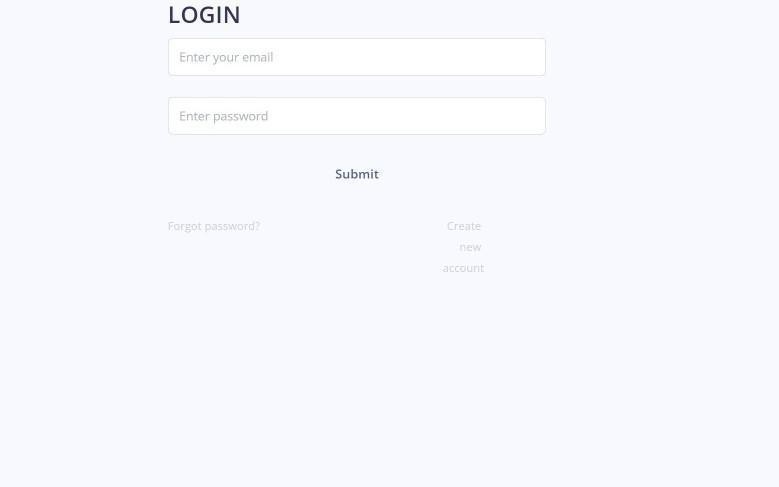 LOGIN
Enter your email
Enter password
Submit
Forgot password?
Create
new
account